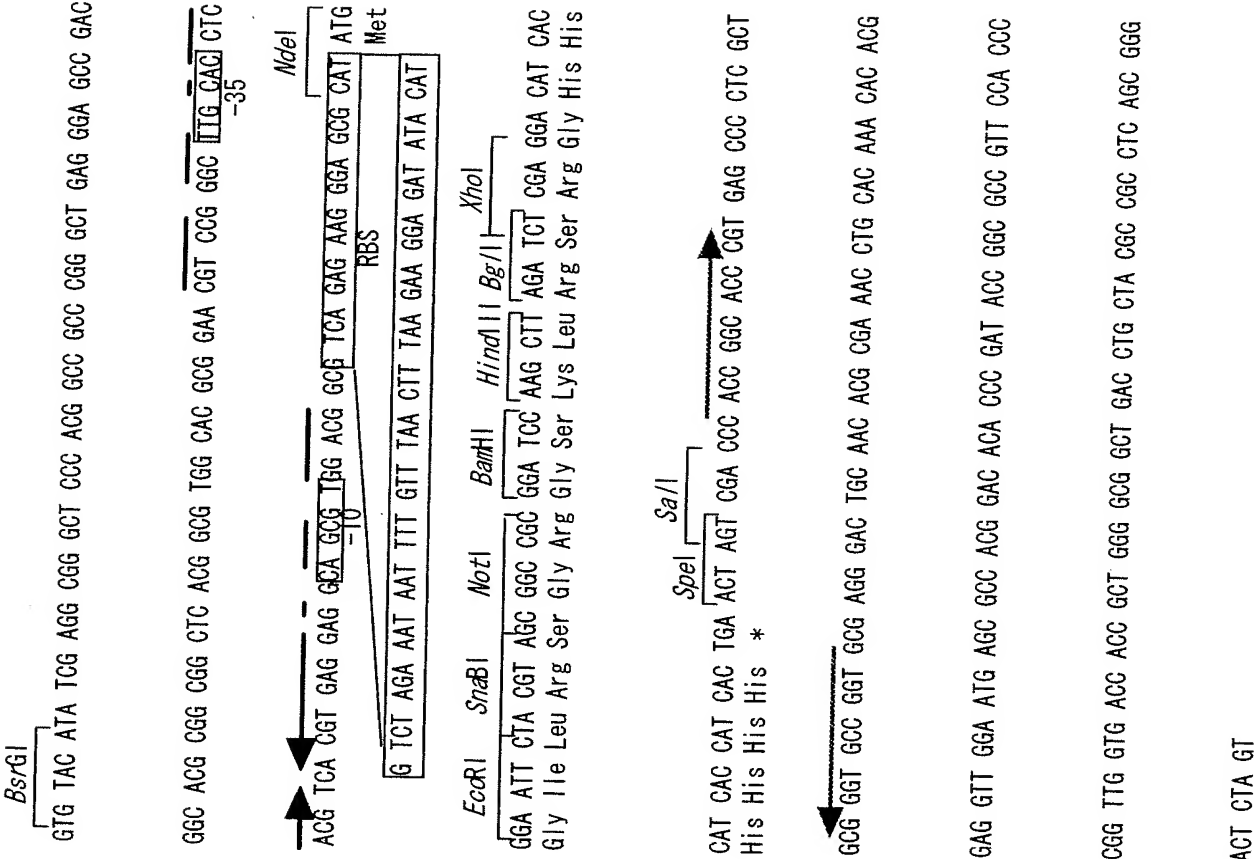 BsrGI
GTG TAC ATA TCG AGG CGG GCT CCC ACG GCC GCC CGG GCT GAG GGA GCC GAC
GGC ACG CGG CGG CTC ACG GCG TGG CAC GCG GAA CGT CCG GGC TTG CAC CTC
-35
NdeI
ACG TCA CGT GAG GAG GCA GCG TGG ACG GCG TCA GAG AAG GGA GCG CAT ATG
-10 RBS Met
G TCT AGA AAT AAT TTT GTT TAA CTT TAA GAA GGA GAT ATA CAT
EcoRI SnaBI NotI BamHI HindIII BglII XhoI
GGA ATT CTA CGT AGC GGC CGC GGA TCC AAG CTT AGA TCT CGA GGA CAT CAC
Gly Ile Leu Arg Ser Gly Arg Gly Ser Lys Leu Arg Ser Arg Gly His His
SpeI SalI
CAT CAC CAT CAC TGA ACT AGT CGA CCC ACC GGC ACC CGT GAG CCC CTC GCT
His His His His *
GCG GGT GCC GGT GCG AGG GAC TGC AAC ACG CGA AAC CTG CAC AAA CAC ACG
GAG GTT GGA ATG AGC GCC ACG GAC ACA CCC GAT ACC GGC GCC GTT CCA CCC
CGG TTG GTG ACC ACC GCT GGG GCG GCT GAC CTG CTA CGC CGC CTC AGC GGG
ACT CTA GT